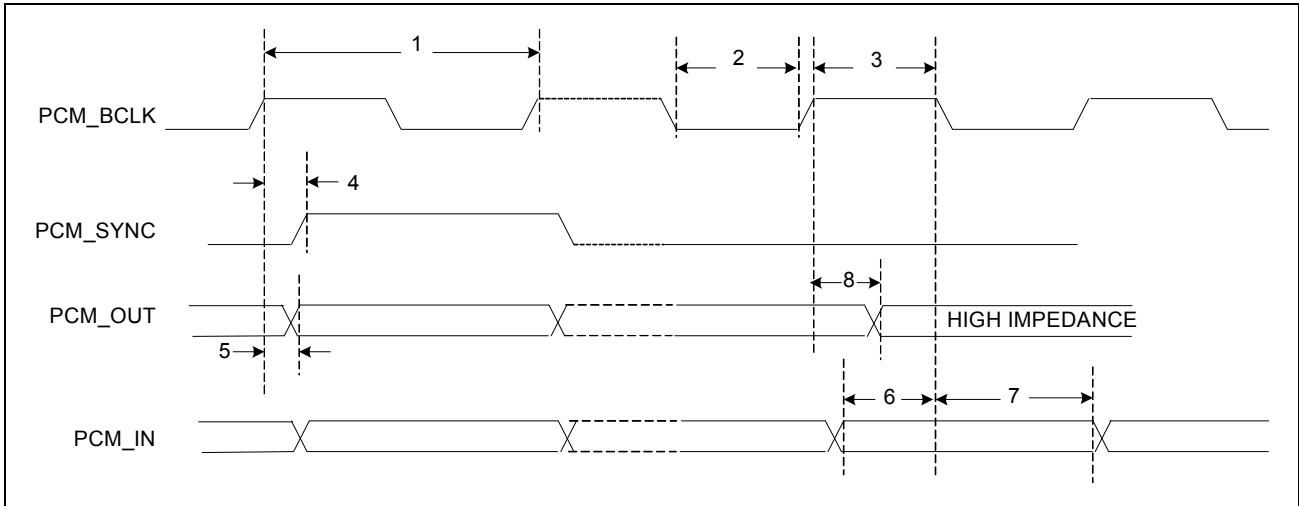 1
2
3
PCM_BCLK
4
PCM_SYNC
8
PCM_OUT
HIGH IMPEDANCE
5
6
7
PCM_IN